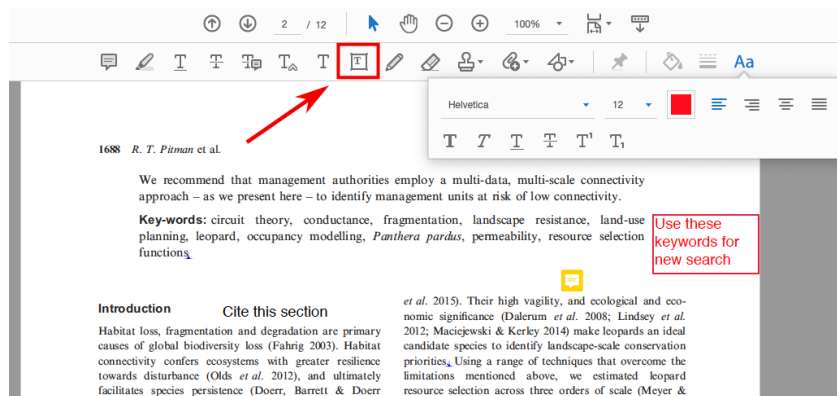 2 / 12
100%
Aa
Helvetica
12
1688 R. T. Pitman et al.
We recommend that management authorities employ a multi-data, multi-scale connectivity
approach – as we present here – to identify management units at risk of low connectivity.
Key-words: circuit theory, conductance, fragmentation, landscape resistance, land-use
planning, leopard, occupancy modelling, Panthera pardus, permeability, resource selection
functions
Use these
keywords for
new search
Introduction
Cite this section
Habitat loss, fragmentation and degradation are primary
causes of global biodiversity loss (Fahrig 2003). Habitat
connectivity confers ecosystems with greater resilience
towards disturbance (Olds et al. 2012), and ultimately
facilitates species persistence (Doerr, Barrett & Doerr
et al. 2015). Their high vagility, and ecological and eco-
nomic significance (Dalerum et al. 2008; Lindsey et al.
2012; Maciejewski & Kerley 2014) make leopards an ideal
candidate species to identify landscape-scale conservation
priorities. Using a range of techniques that overcome the
limitations mentioned above, we estimated leopard
resource selection across three orders of scale (Meyer &